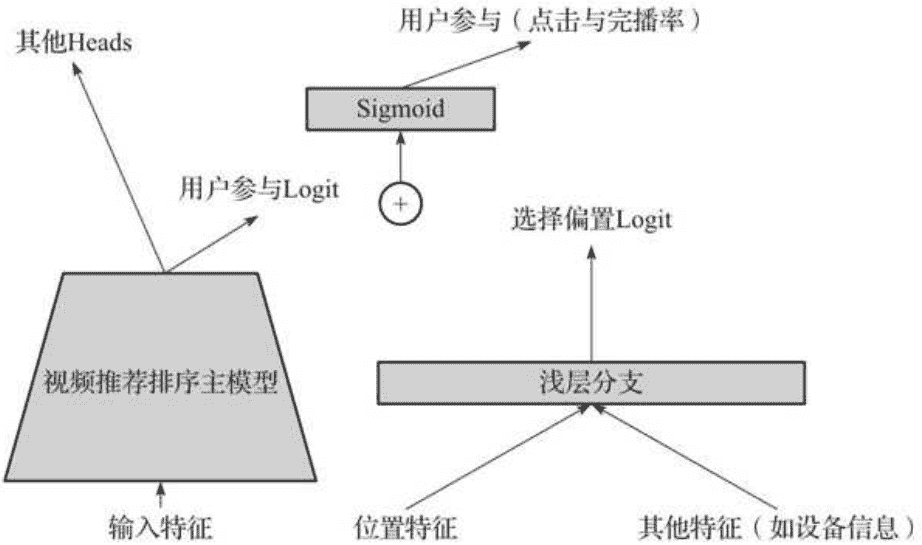 用户参与（点击与完播率）
其他Heads
Sigmoid
用户参与Logit
+
选择偏置Logit
视频推荐排序主模型
浅层分支
输入特征
位置特征
其他特征（如设备信息）